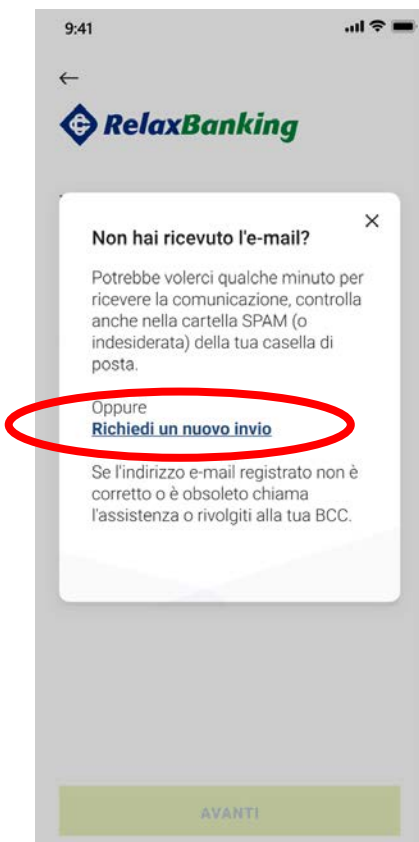 9:41
RelaxBanking
Non hai ricevuto l'e-mail?
Potrebbe volerci qualche minuto per
ricevere la comunicazione, controlla
anche nella cartella SPAM (o
indesiderata) della tua casella di
posta.
Oppure
Richiedi un nuovo invio
Se l'indirizzo e-mail registrato non è
corretto o è obsoleto chiama
l'assistenza o rivolgiti alla tua BCC.
AVANTI